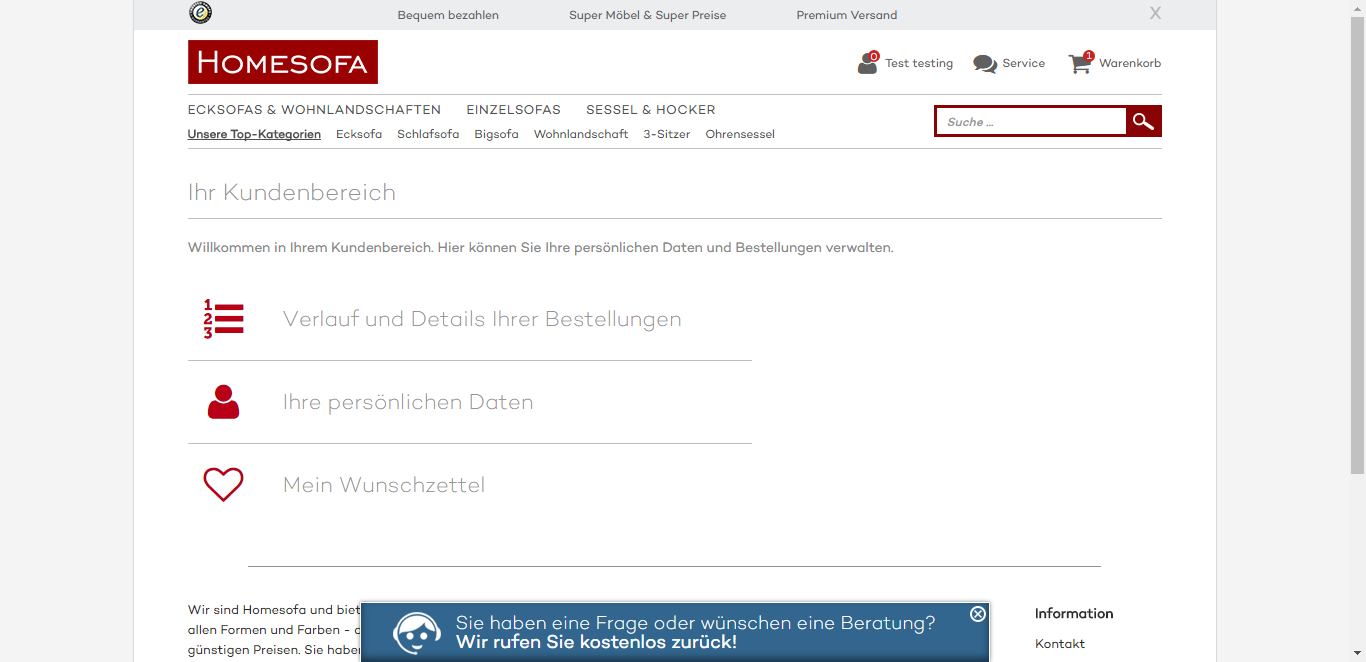 Bequem bezahlen Super Möbel & Super Preise Premium Versand X
HOMESOFA
0 Test testing Service 1 Warenkorb
ECKSOFAS & WOHNLANDSCHAFTEN EINZELSOFAS SESSEL & HOCKER
Suche ...
Unsere Top-Kategorien Ecksofa Schlafsofa Bigsofa Wohnlandschaft 3-Sitzer Ohrensessel
Ihr Kundenbereich
Willkommen in Ihrem Kundenbereich. Hier können Sie Ihre persönlichen Daten und Bestellungen verwalten.
1
2
3
Verlauf und Details Ihrer Bestellungen
Ihre persönlichen Daten
Mein Wunschzettel
Wir sind Homesofa und biet
allen Formen und Farben -
günstigen Preisen. Sie habe
Sie haben eine Frage oder wünschen eine Beratung?
Wir rufen Sie kostenlos zurück!
Information
Kontakt